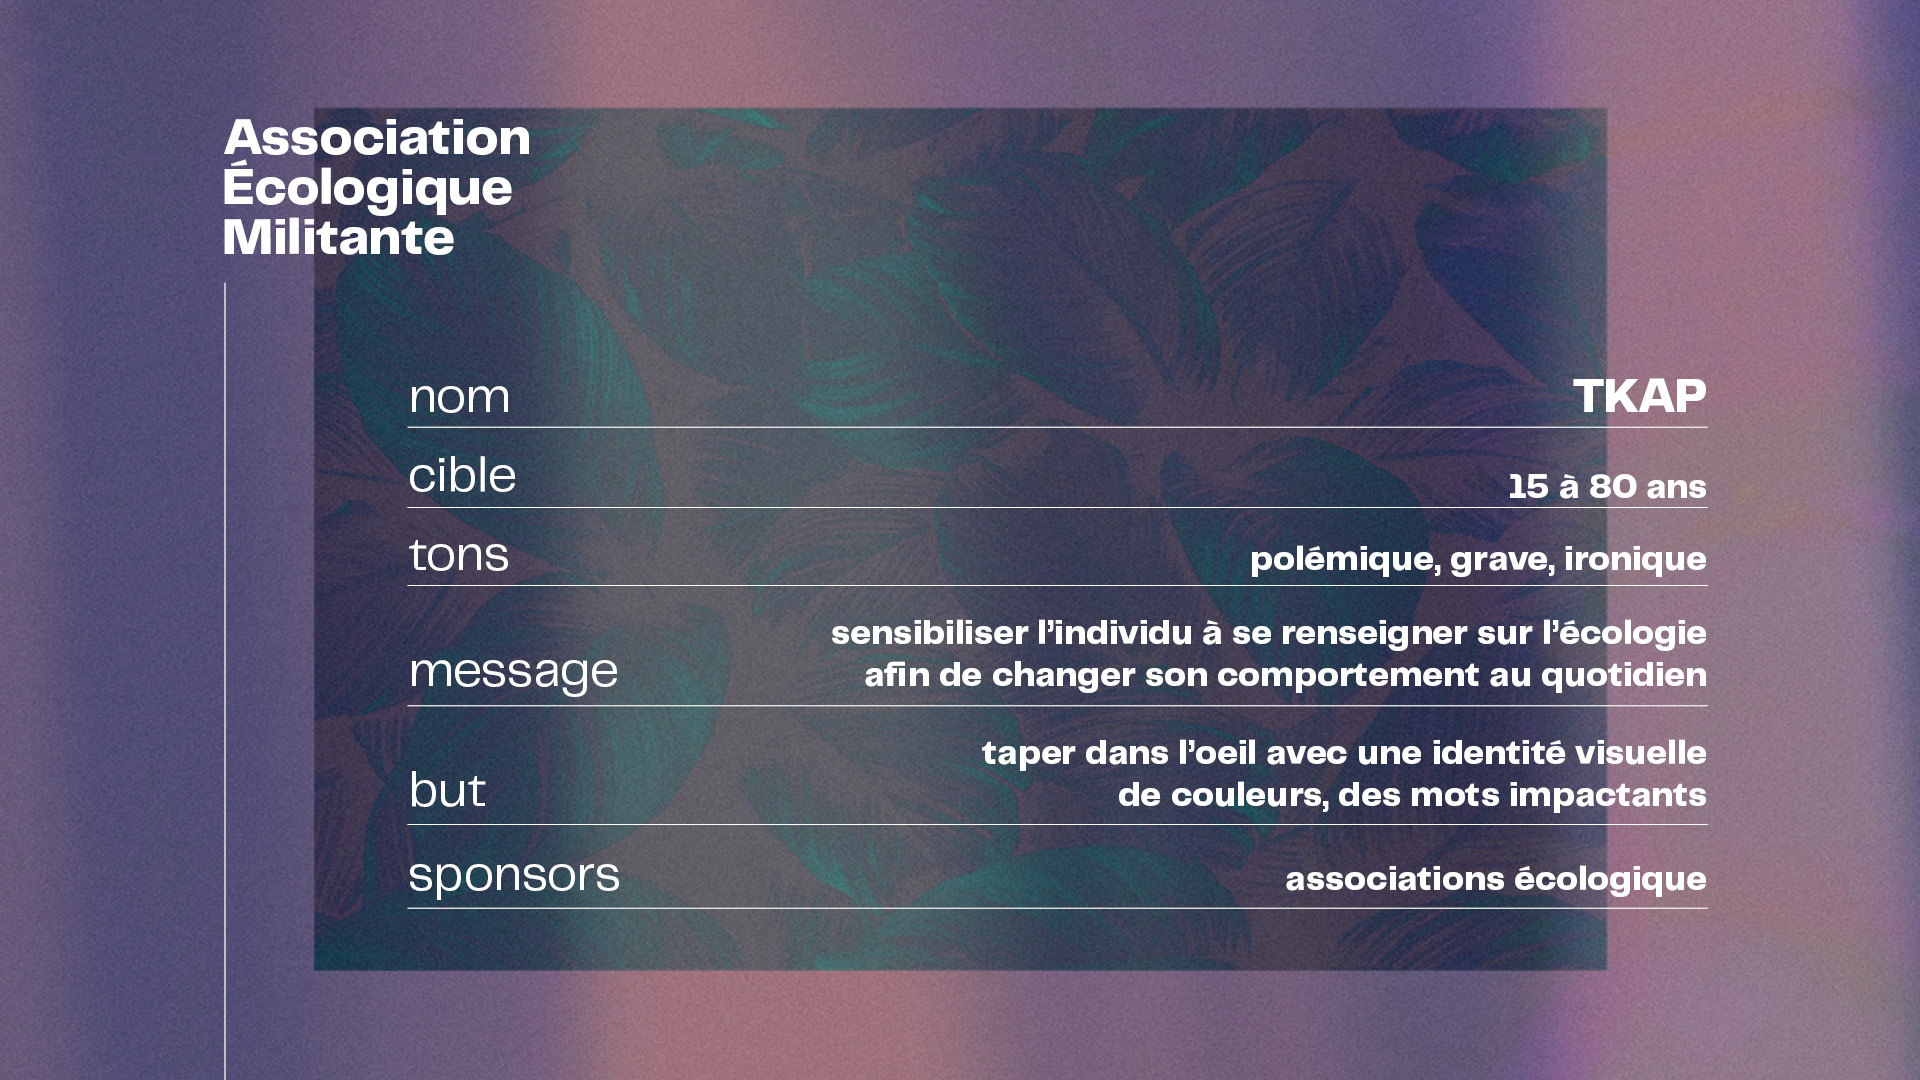 Association
Écologique
Militante
nom
TKAP
cible
15 à 80 ans
tons
polémique, grave, ironique
message
sensibiliser l’individu à se renseigner sur l’écologie
afin de changer son comportement au quotidien
but
taper dans l’oeil avec une identité visuelle
de couleurs, des mots impactants
sponsors
associations écologique